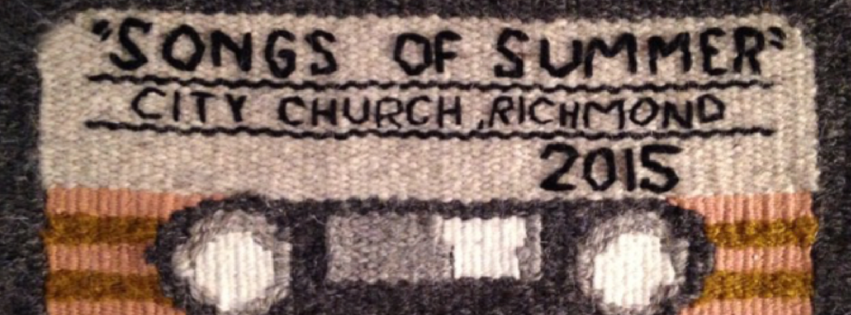 "SONGS OF SUMMER"
CITY CHURCH, RICHMOND
2015